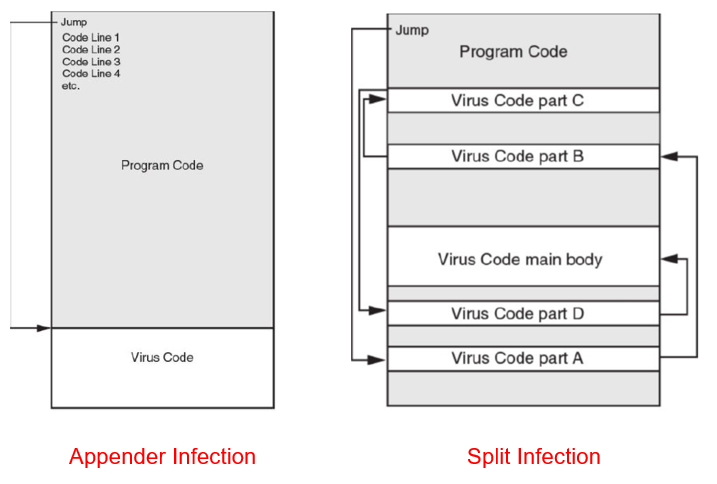 Jump
Code Line 1
Code Line 2
Code Line 3
Code Line 4
etc.
Program Code
Virus Code
Appender Infection
Jump
Program Code
Virus Code part C
Virus Code part B
Virus Code main body
Virus Code part D
Virus Code part A
Split Infection